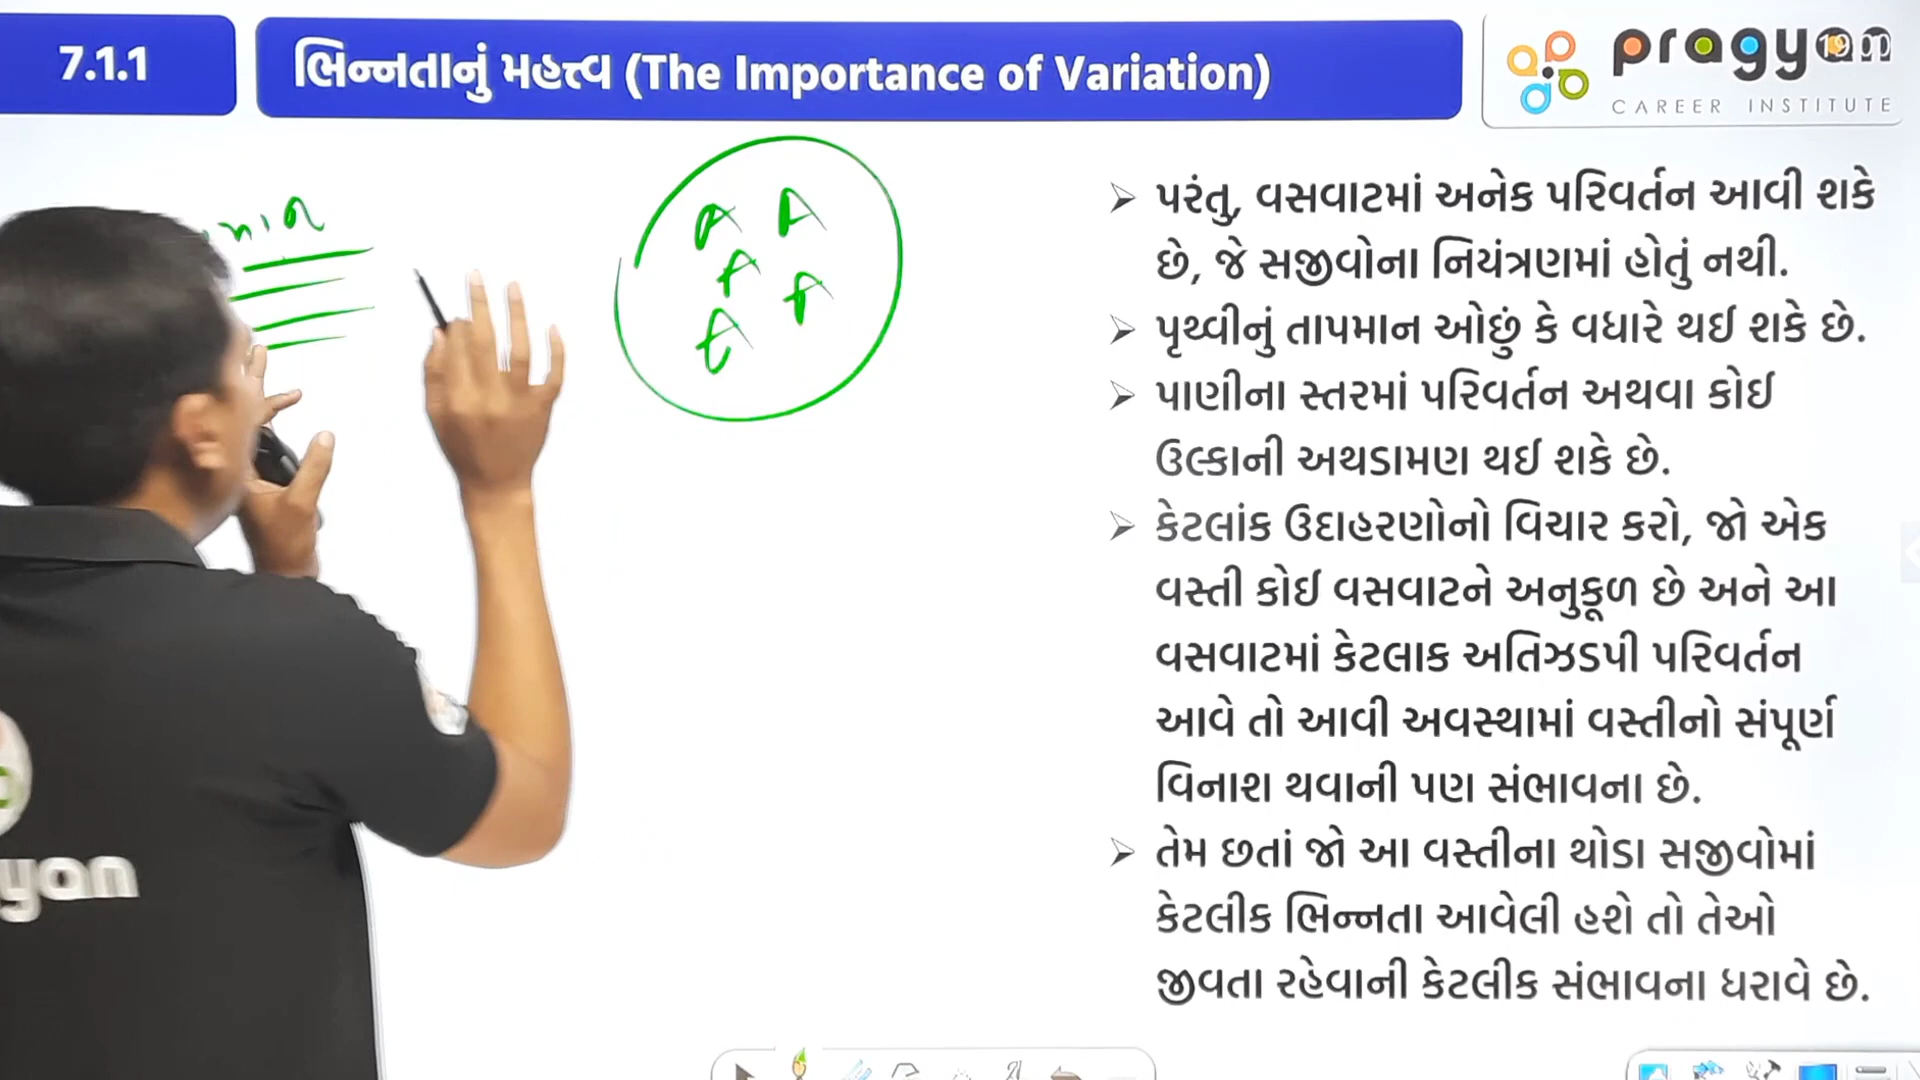 7.1.1
ભિન્નતાનું મહત્ત્વ (The Importance of Variation)
pragyan
CAREER INSTITUTE
A A
A A
A
પરંતુ, વસવાટમાં અનેક પરિવર્તન આવી શકે
છે, જે સજીવોના નિયંત્રણમાં હોતું નથી.
પૃથ્વીનું તાપમાન ઓછું કે વધારે થઈ શકે છે.
પાણીના સ્તરમાં પરિવર્તન અથવા કોઈ
ઉલ્કાની અથડામણ થઈ શકે છે.
કેટલાંક ઉદાહરણોનો વિચાર કરો, જો એક
વસ્તી કોઈ વસવાટને અનુકૂળ છે અને આ
વસવાટમાં કેટલાક અતિઝડપી પરિવર્તન
આવે તો આવી અવસ્થામાં વસ્તીનો સંપૂર્ણ
વિનાશ થવાની પણ સંભાવના છે.
તેમ છતાં જો આ વસ્તીના થોડા સજીવોમાં
કેટલીક ભિન્નતા આવેલી હશે તો તેઓ
જીવતા રહેવાની કેટલીક સંભાવના ધરાવે છે.
yan